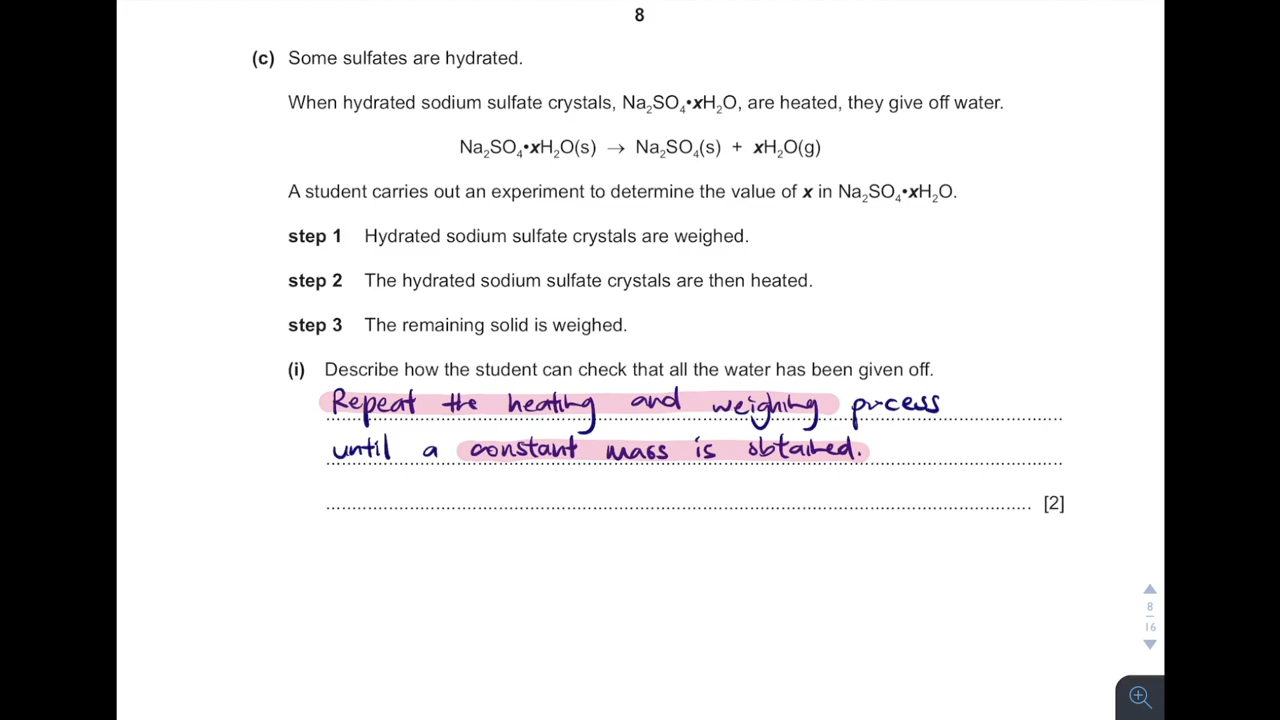 8
(c) Some sulfates are hydrated.
When hydrated sodium sulfate crystals, Na₂SO₄•xH₂O, are heated, they give off water.
Na₂SO₄•xH₂O(s) → Na₂SO₄(s) + xH₂O(g)
A student carries out an experiment to determine the value of x in Na₂SO₄•xH₂O.
step 1 Hydrated sodium sulfate crystals are weighed.
step 2 The hydrated sodium sulfate crystals are then heated.
step 3 The remaining solid is weighed.
(i) Describe how the student can check that all the water has been given off.
Repeat the heating and weighing process
until a constant mass is obtained.
[2]
8
16